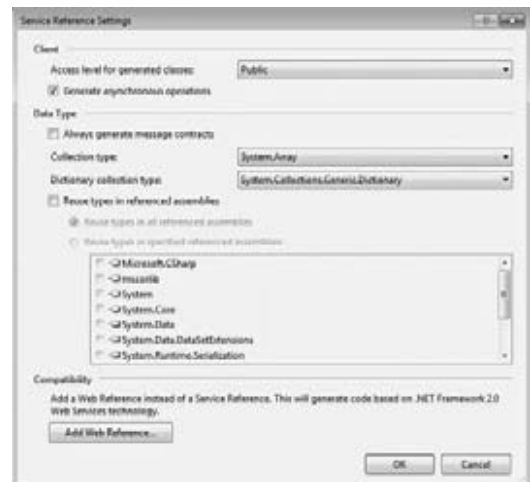 Service Reference Settings
Client
Access level for generated classes:
Public
Generate asynchronous operations
Data Type
Always generate message contracts
Collection type:
System.Array
Dictionary collection type:
System.Collections.Generic.Dictionary
Reuse types in referenced assemblies
Reuse types in all referenced assemblies
Reuse types in specified referenced assemblies:
Microsoft.CSharp
mscorlib
System
System.Core
System.Data
System.Data.DataSetExtensions
System.Runtime.Serialization
Compatibility
Add a Web Reference instead of a Service Reference. This will generate code based on .NET Framework 2.0
Web Services technology.
Add Web Reference...
OK
Cancel